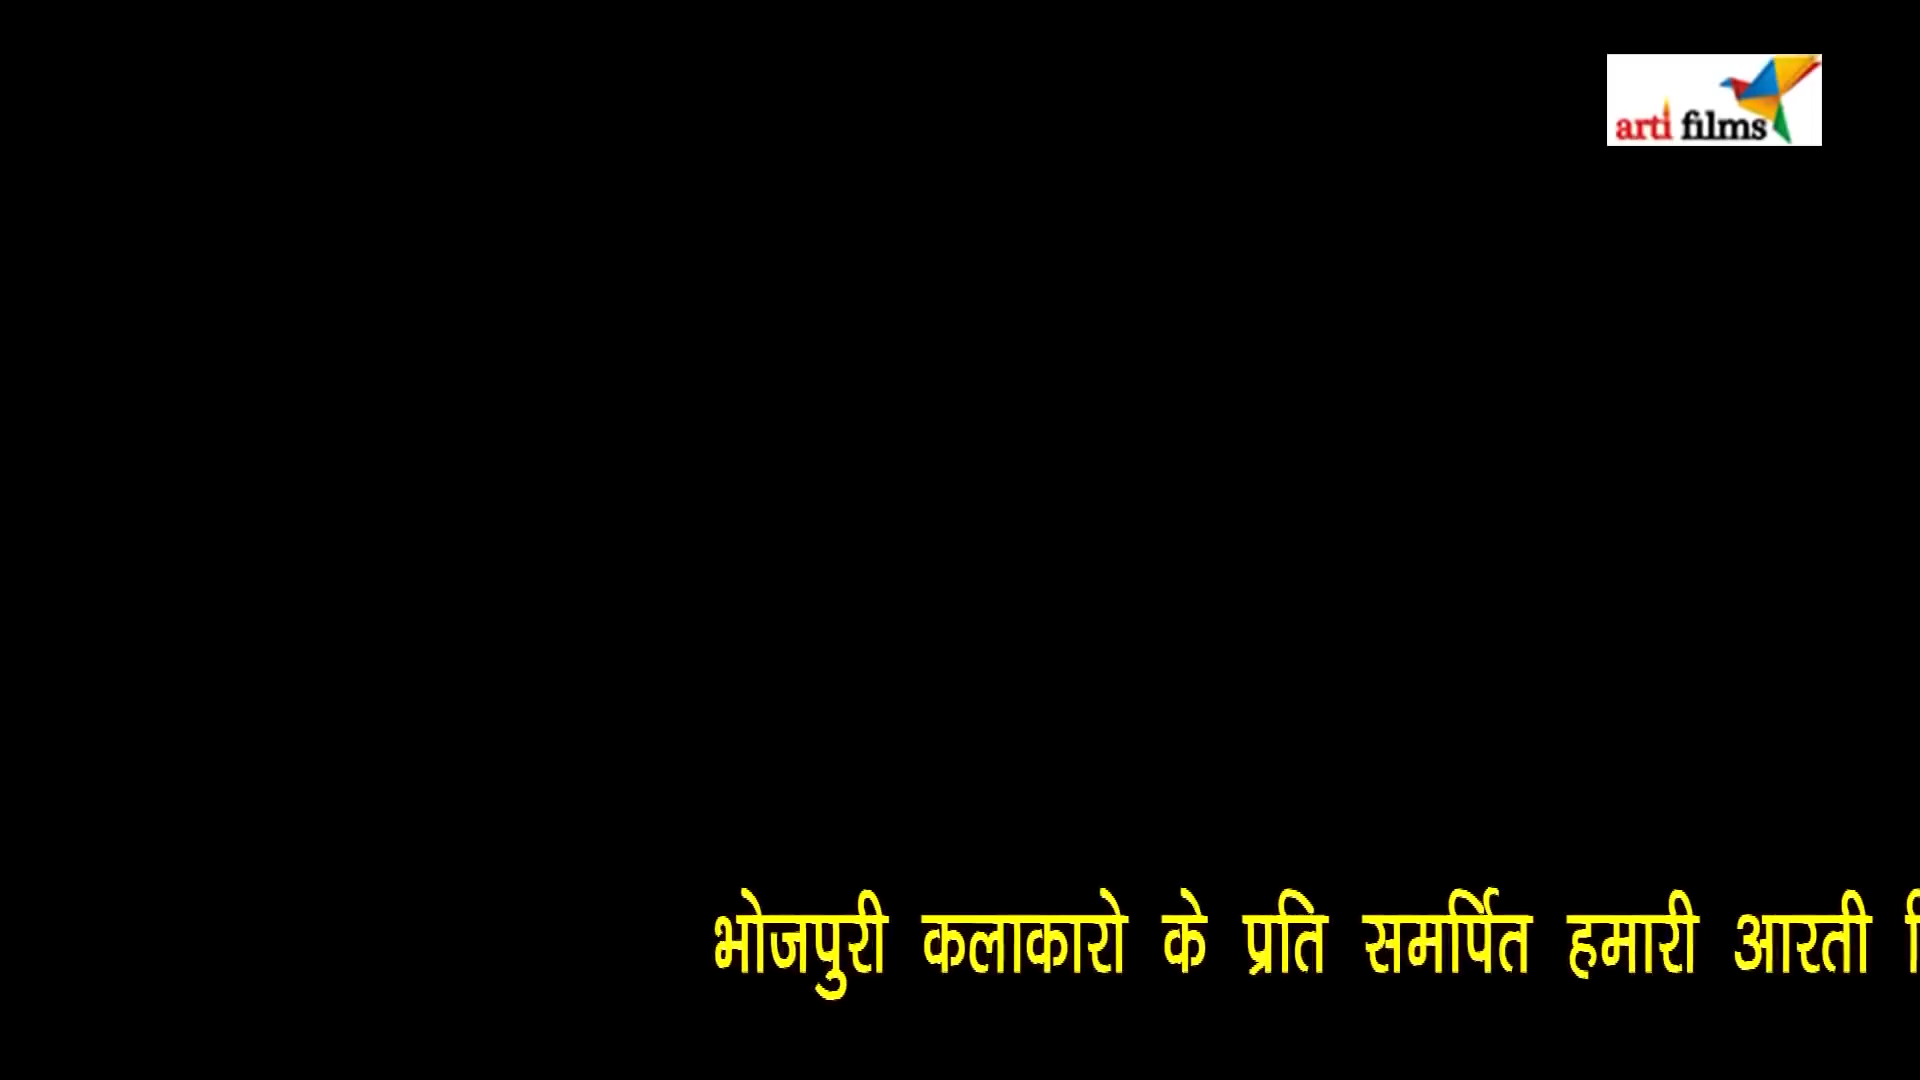 arti films
भोजपुरी कलाकारो के प्रति समर्पित हमारी आरती